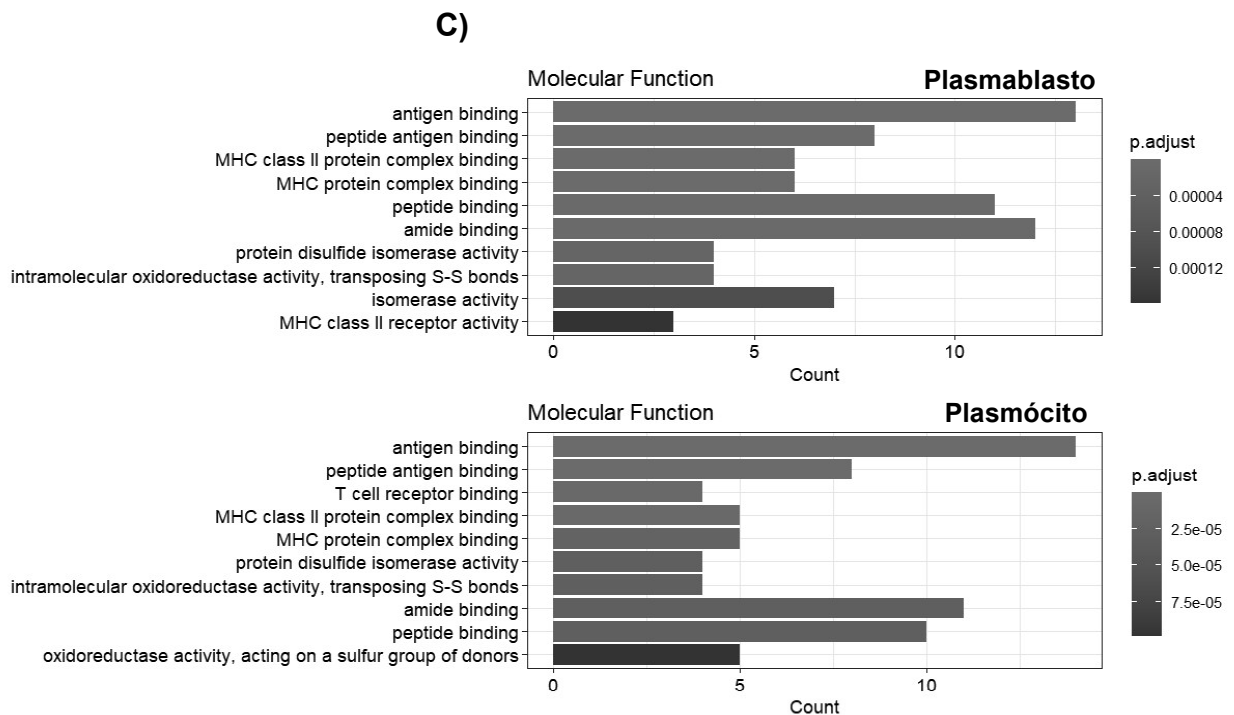 C)
Molecular Function
Plasmablasto
antigen binding
peptide antigen binding
MHC class II protein complex binding
MHC protein complex binding
peptide binding
amide binding
protein disulfide isomerase activity
intramolecular oxidoreductase activity, transposing S-S bonds
isomerase activity
MHC class II receptor activity
0 5 10
Count
p.adjust
0.00004
0.00008
0.00012
Molecular Function
Plasmócito
antigen binding
peptide antigen binding
T cell receptor binding
MHC class II protein complex binding
MHC protein complex binding
protein disulfide isomerase activity
intramolecular oxidoreductase activity, transposing S-S bonds
amide binding
peptide binding
oxidoreductase activity, acting on a sulfur group of donors
0 5 10
Count
p.adjust
2.5e-05
5.0e-05
7.5e-05